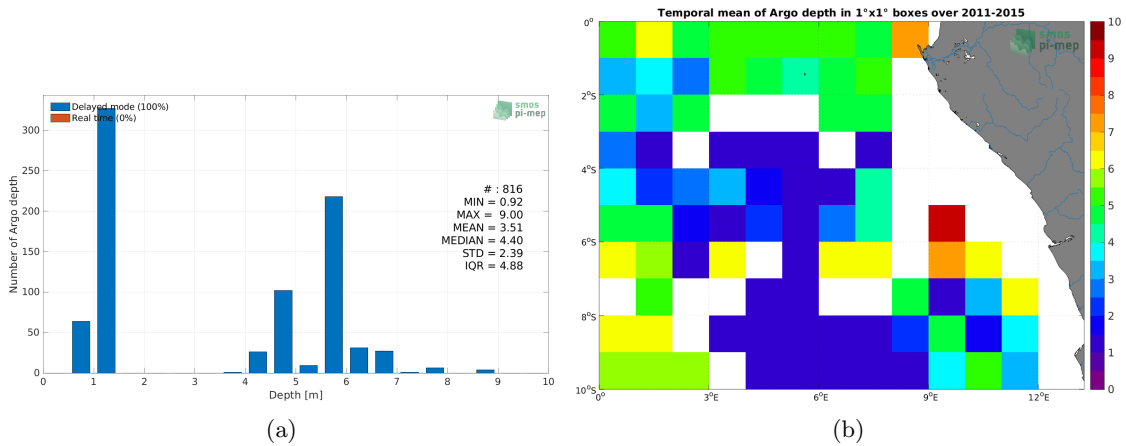 Delayed mode (100%)
Real time (0%)
smos
pi-mep
# : 816
MIN = 0.92
MAX = 9.00
MEAN = 3.51
MEDIAN = 4.40
STD = 2.39
IQR = 4.88
Number of Argo depth
300
250
200
150
100
50
0
0 1 2 3 4 5 6 7 8 9 10
Depth [m]
(a)
Temporal mean of Argo depth in 1°x1° boxes over 2011-2015
smos
pi-mep
0°
2°S
4°S
6°S
8°S
10°S
0° 3°E 6°E 9°E 12°E
10
9
8
7
6
5
4
3
2
1
0
(b)